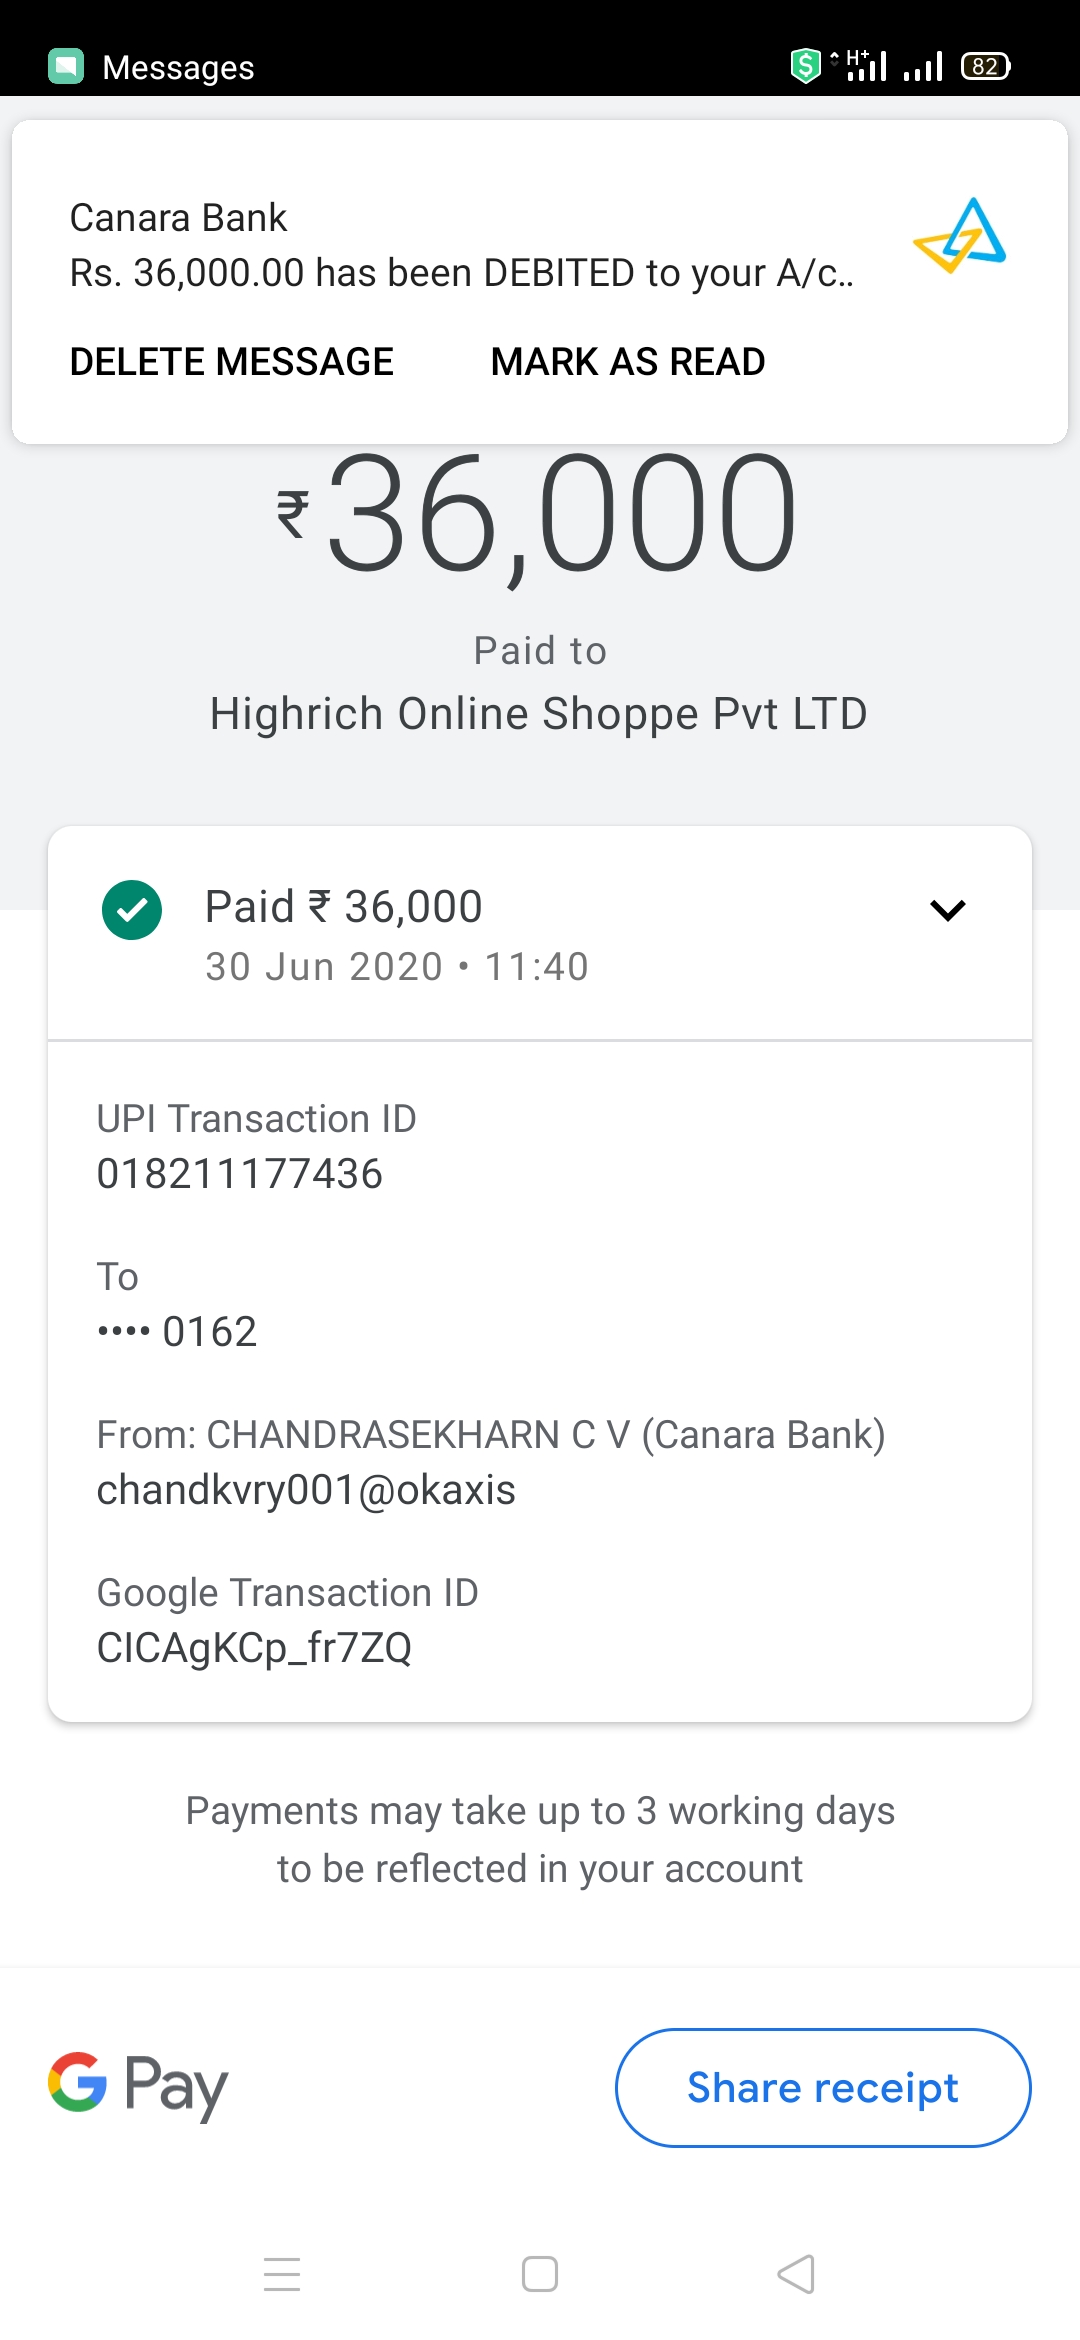 Messages
H+
82
Canara Bank
Rs. 36,000.00 has been DEBITED to your A/c..
DELETE MESSAGE MARK AS READ
₹36,000
Paid to
Highrich Online Shoppe Pvt LTD
Paid ₹ 36,000
30 Jun 2020 • 11:40
UPI Transaction ID
018211177436
To
•••• 0162
From: CHANDRASEKHARN C V (Canara Bank)
chandkvry001@okaxis
Google Transaction ID
CICAgKCp_fr7ZQ
Payments may take up to 3 working days
to be reflected in your account
G Pay
Share receipt